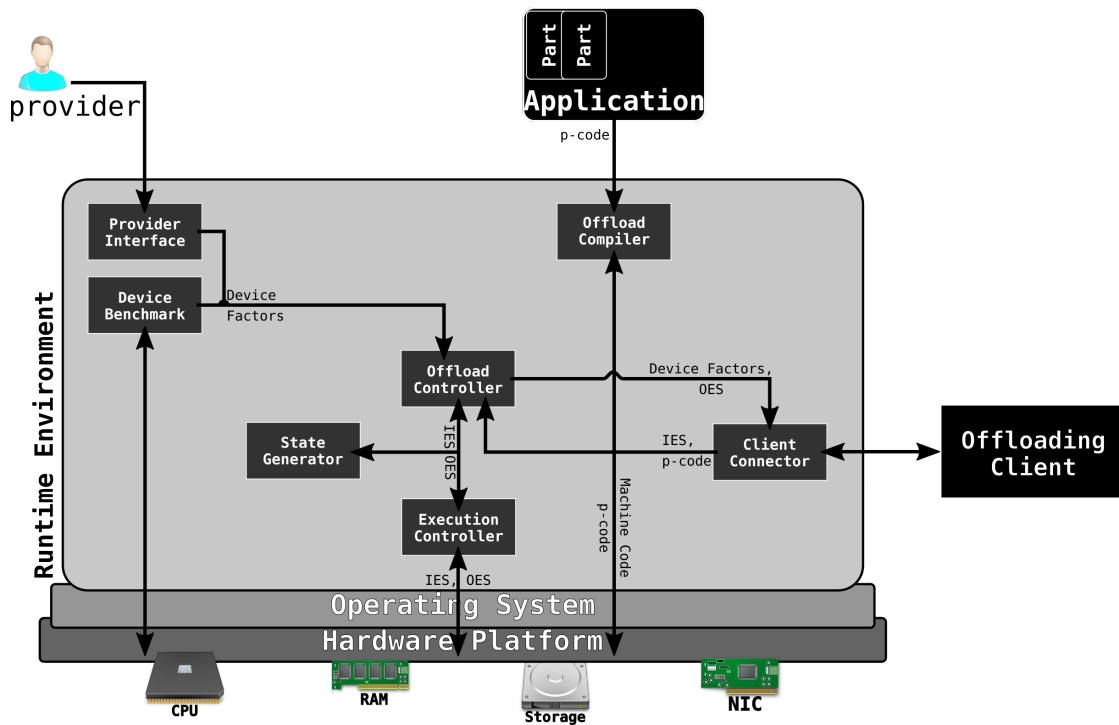 Part
Part
Application
provider
p-code
Provider
Interface
Offload
Compiler
Device
Benchmark
Device
Factors
Runtime Environment
Offload
Controller
Device Factors,
OES
State
Generator
IES
OES
IES,
p-code
Client
Connector
Offloading
Client
Execution
Controller
Machine Code
p-code
IES, OES
Operating System
Hardware Platform
CPU
RAM
Storage
NIC